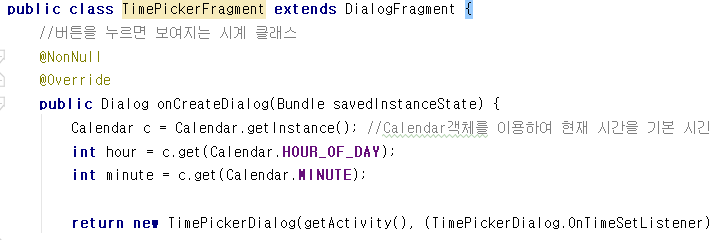 public class TimePickerFragment extends DialogFragment {
//버튼을 누르면 보여지는 시계 클래스
@NonNull
@Override
public Dialog onCreateDialog(Bundle savedInstanceState) {
Calendar c = Calendar.getInstance(); //Calendar객체를 이용하여 현재 시간을 기본 시긴
int hour = c.get(Calendar.HOUR_OF_DAY);
int minute = c.get(Calendar.MINUTE);
return new TimePickerDialog(getActivity(), (TimePickerDialog.OnTimeSetListener)